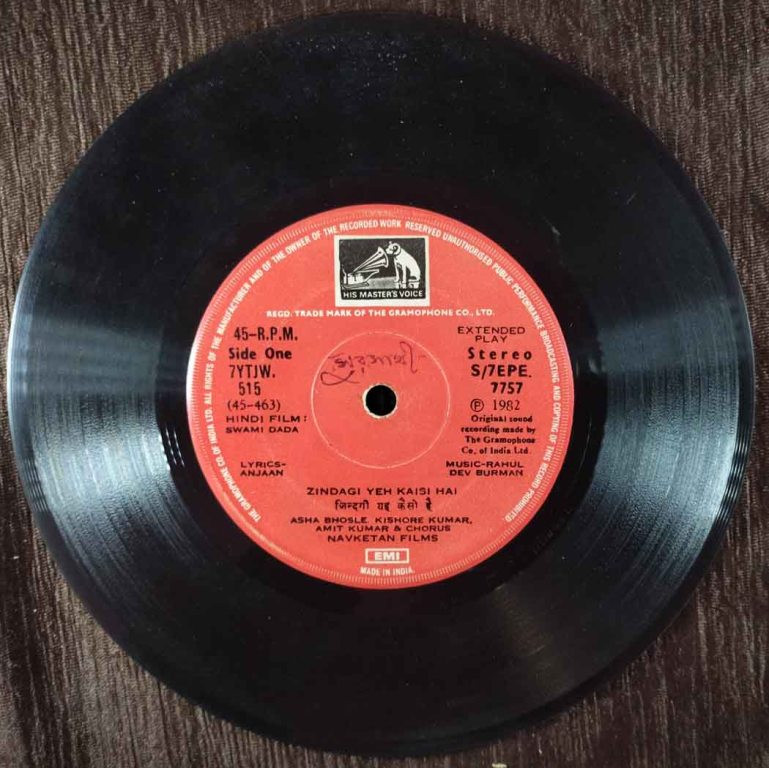 THE GRAMOPHONE CO. OF INDIA LTD. ALL RIGHTS OF THE MANUFACTURER AND OF THE OWNER OF THE RECORDED WORK RESERVED UNAUTHORISED PUBLIC PERFORMANCE BROADCASTING AND COPYING OF THIS RECORD PROHIBITED.
HIS MASTER'S VOICE
REGD. TRADE MARK OF THE GRAMOPHONE CO., LTD.
45-R.P.M.
Side One
7YTJW.
515
(45-463)
HINDI FILM:
SWAMI DADA
EXTENDED
PLAY
Stereo
S/7EPE.
7757
Ⓟ 1982
Original sound
recording made by
The Gramophone
Co. of India Ltd.
LYRICS-
ANJAAN
MUSIC-RAHUL
DEV BURMAN
ZINDAGI YEH KAISI HAI
जिन्दगी यह कैसी है
ASHA BHOSLE, KISHORE KUMAR,
AMIT KUMAR & CHORUS
NAVKETAN FILMS
EMI
MADE IN INDIA.